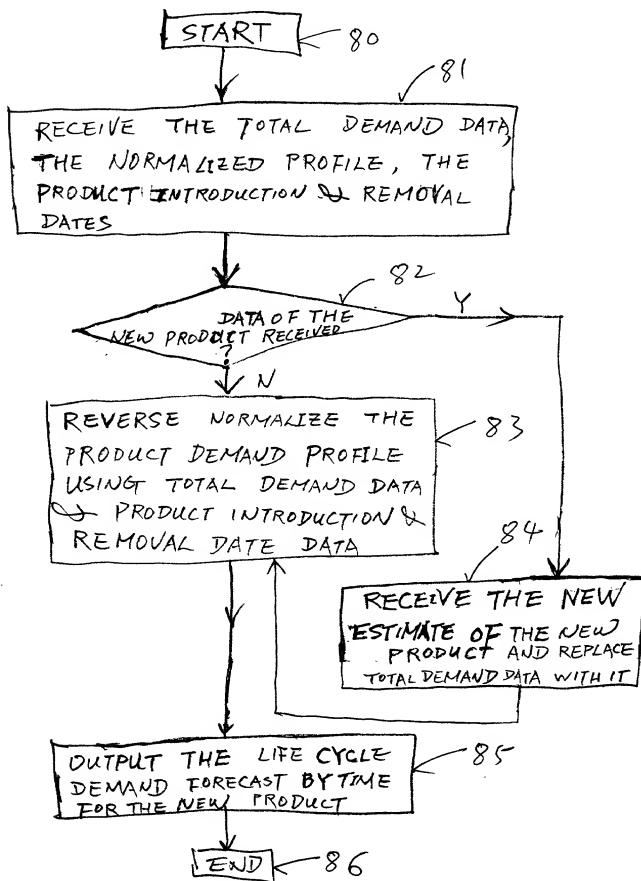 START
80
81
RECEIVE THE TOTAL DEMAND DATA,
THE NORMALIZED PROFILE, THE
PRODUCT INTRODUCTION & REMOVAL
DATES
82
DATA OF THE
NEW PRODUCT RECEIVED
?
Y
N
REVERSE NORMALIZE THE
PRODUCT DEMAND PROFILE
USING TOTAL DEMAND DATA
& PRODUCT INTRODUCTION &
REMOVAL DATE DATA
83
84
RECEIVE THE NEW
ESTIMATE OF THE NEW
PRODUCT AND REPLACE
TOTAL DEMAND DATA WITH IT
OUTPUT THE LIFE CYCLE
DEMAND FORECAST BY TIME
FOR THE NEW PRODUCT
85
END
86